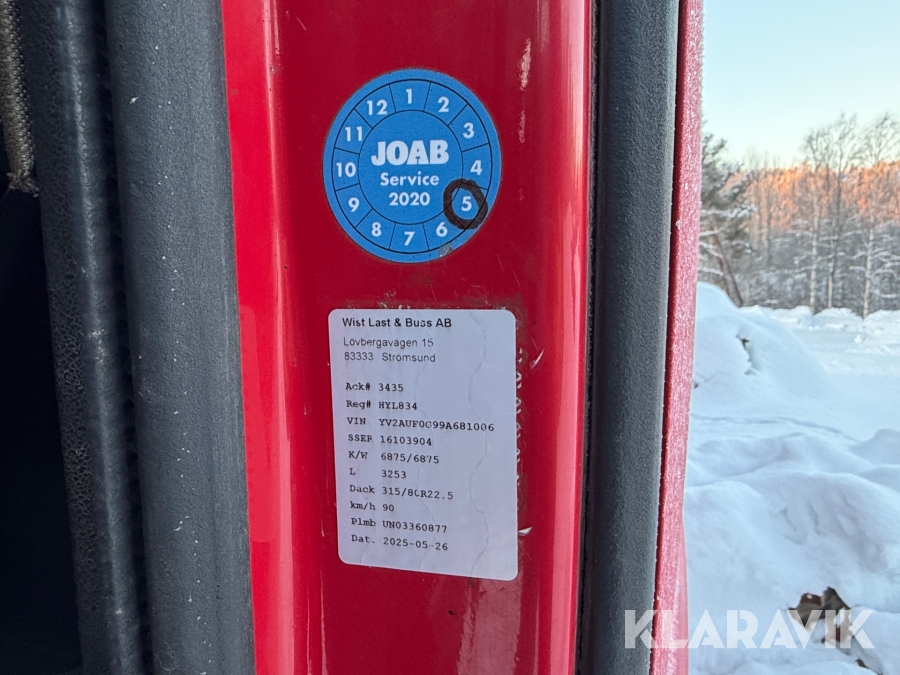 1
2
3
4
5
6
7
8
9
10
11
12
JOAB
Service
2020
Wist Last & Buss AB
Lövbergavägen 15
83333 Strömsund
Ack# 3435
Reg# HYL834
VIN YV2AUF0G99A681006
SSER 16103904
K/W 6875/6875
L 3253
Däck 315/80R22.5
km/h 90
Plmb UN03360877
Dat. 2025-05-26
KLARAVIK